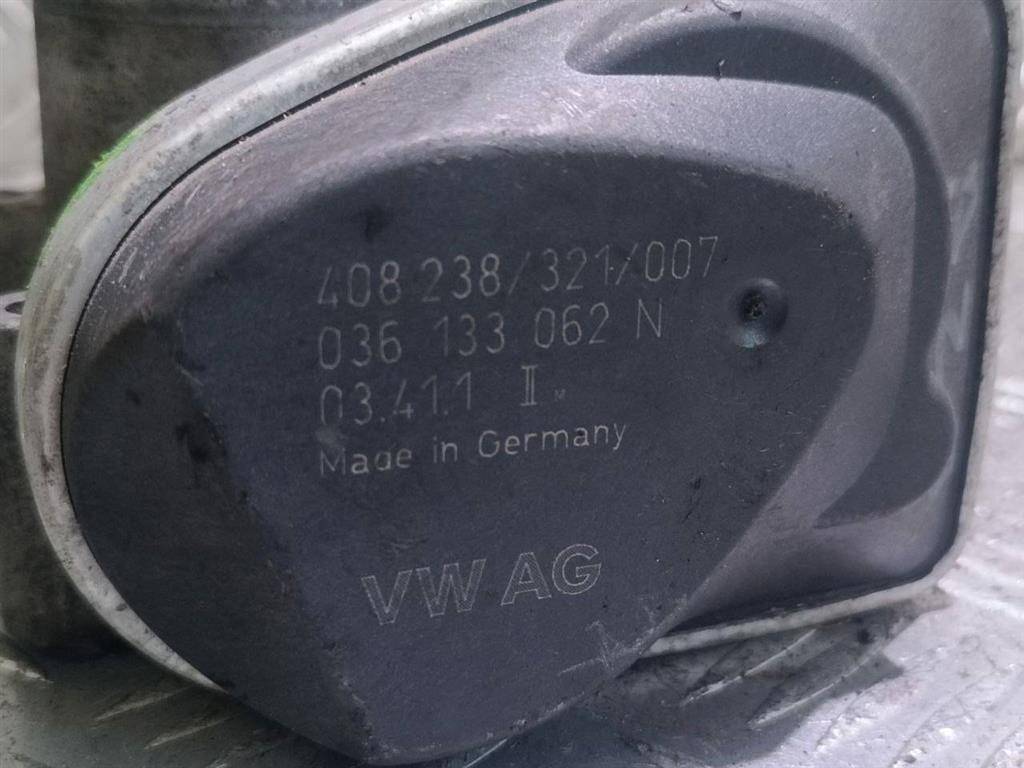 408 238/321/007
036 133 062 N
03.41.1 II M
Made in Germany
VW AG